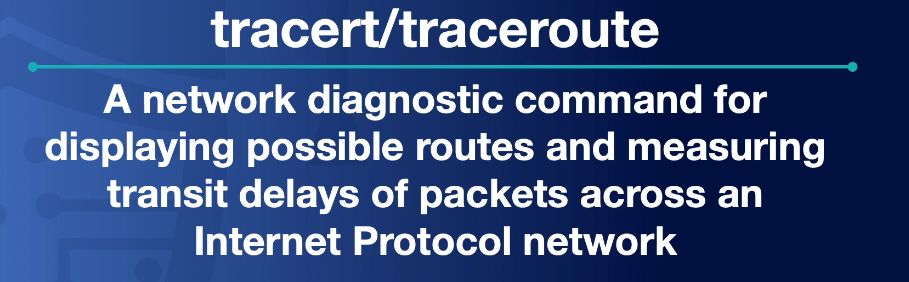 tracert/traceroute
A network diagnostic command for
displaying possible routes and measuring
transit delays of packets across an
Internet Protocol network